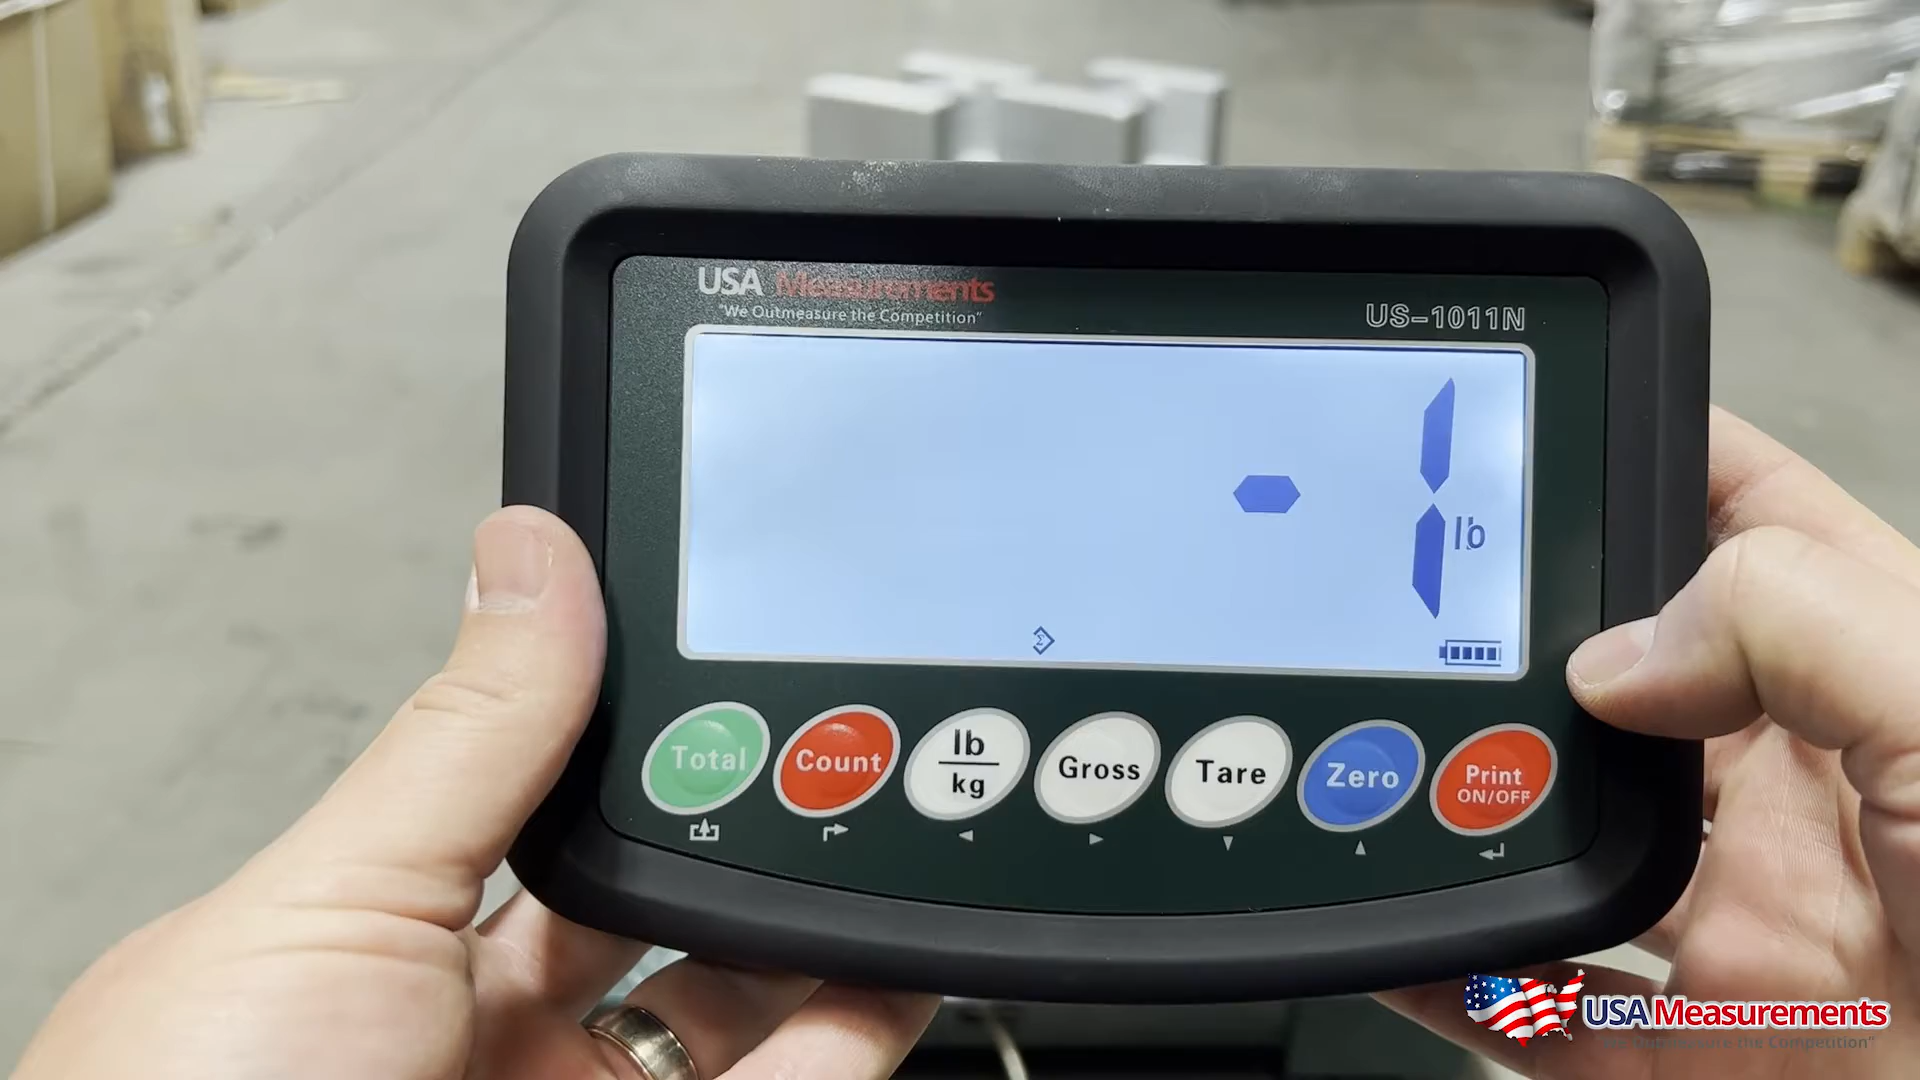 USA Measurements
"We Outmeasure the Competition"
US-1011N
-1
lb
Total
Count
lb
kg
Gross
Tare
Zero
Print
ON/OFF
USA Measurements
"We Outmeasure the Competition"